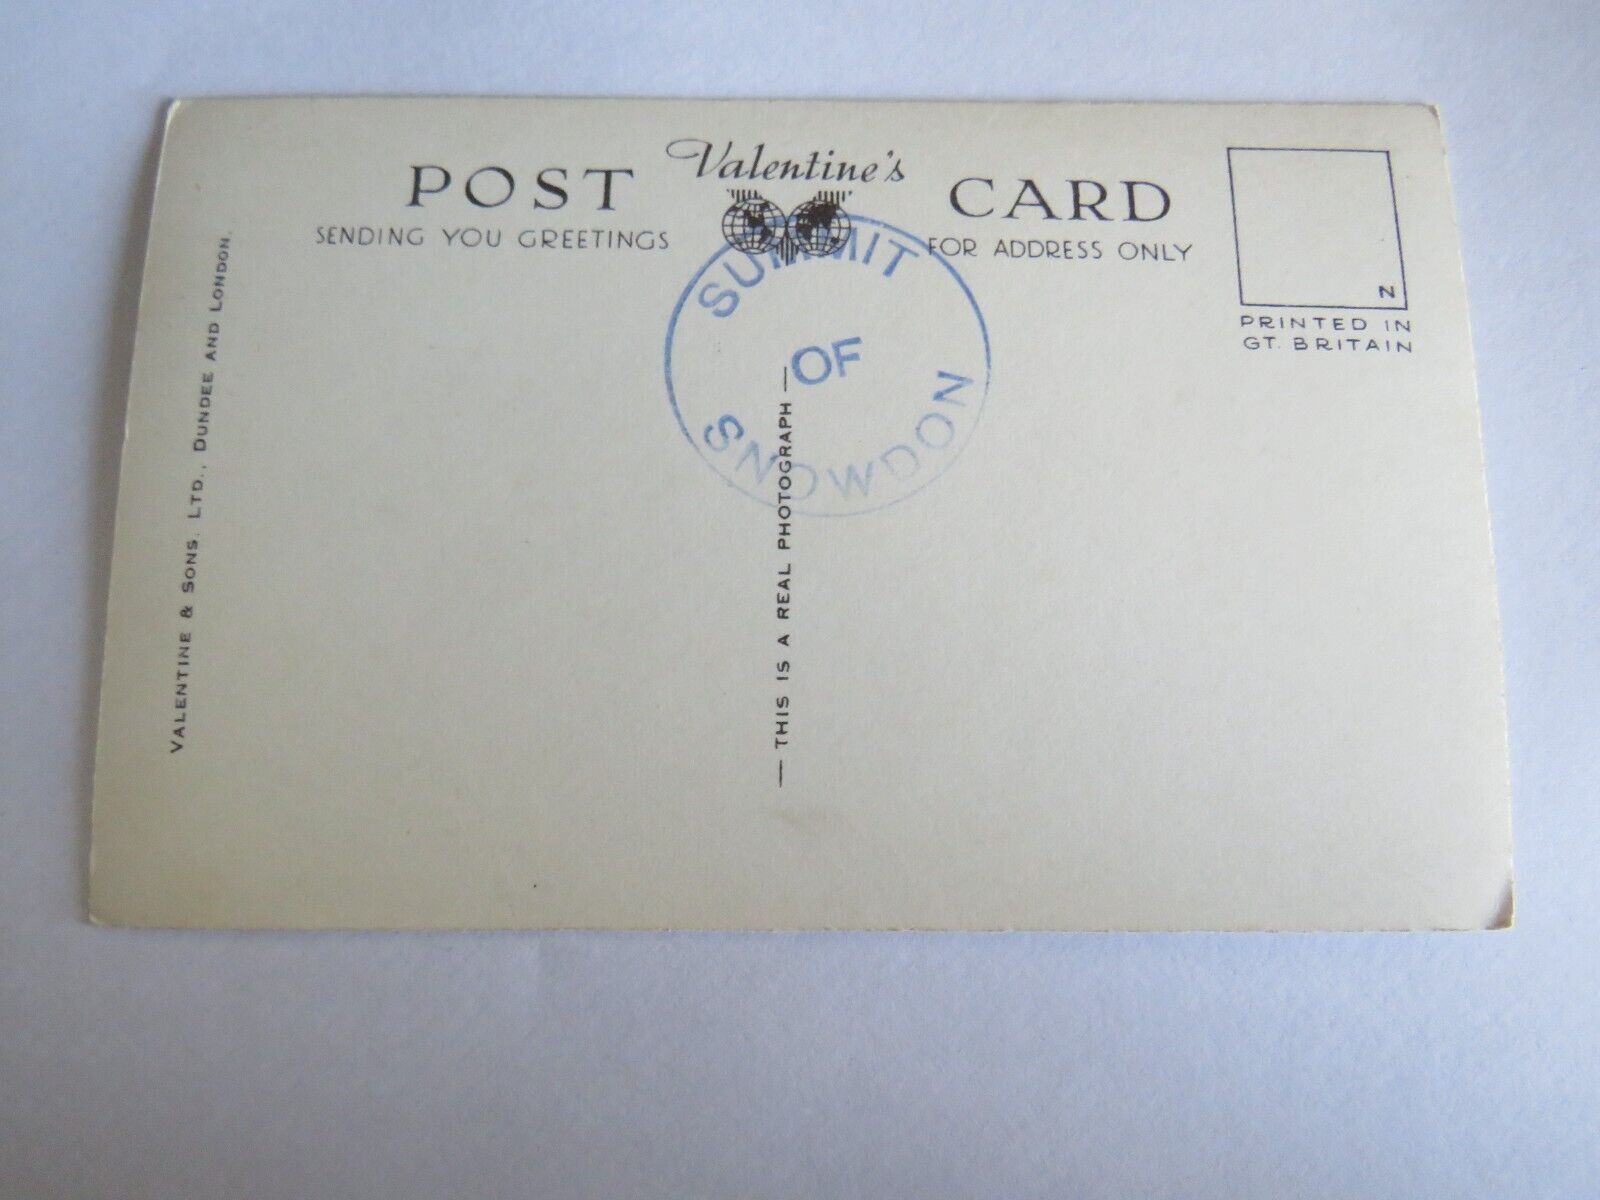 POST Valentine's CARD
SENDING YOU GREETINGS FOR ADDRESS ONLY
N
PRINTED IN
GT. BRITAIN
SUMMIT
OF
SNOWDON
— THIS IS A REAL PHOTOGRAPH —
VALENTINE & SONS. LTD., DUNDEE AND LONDON.